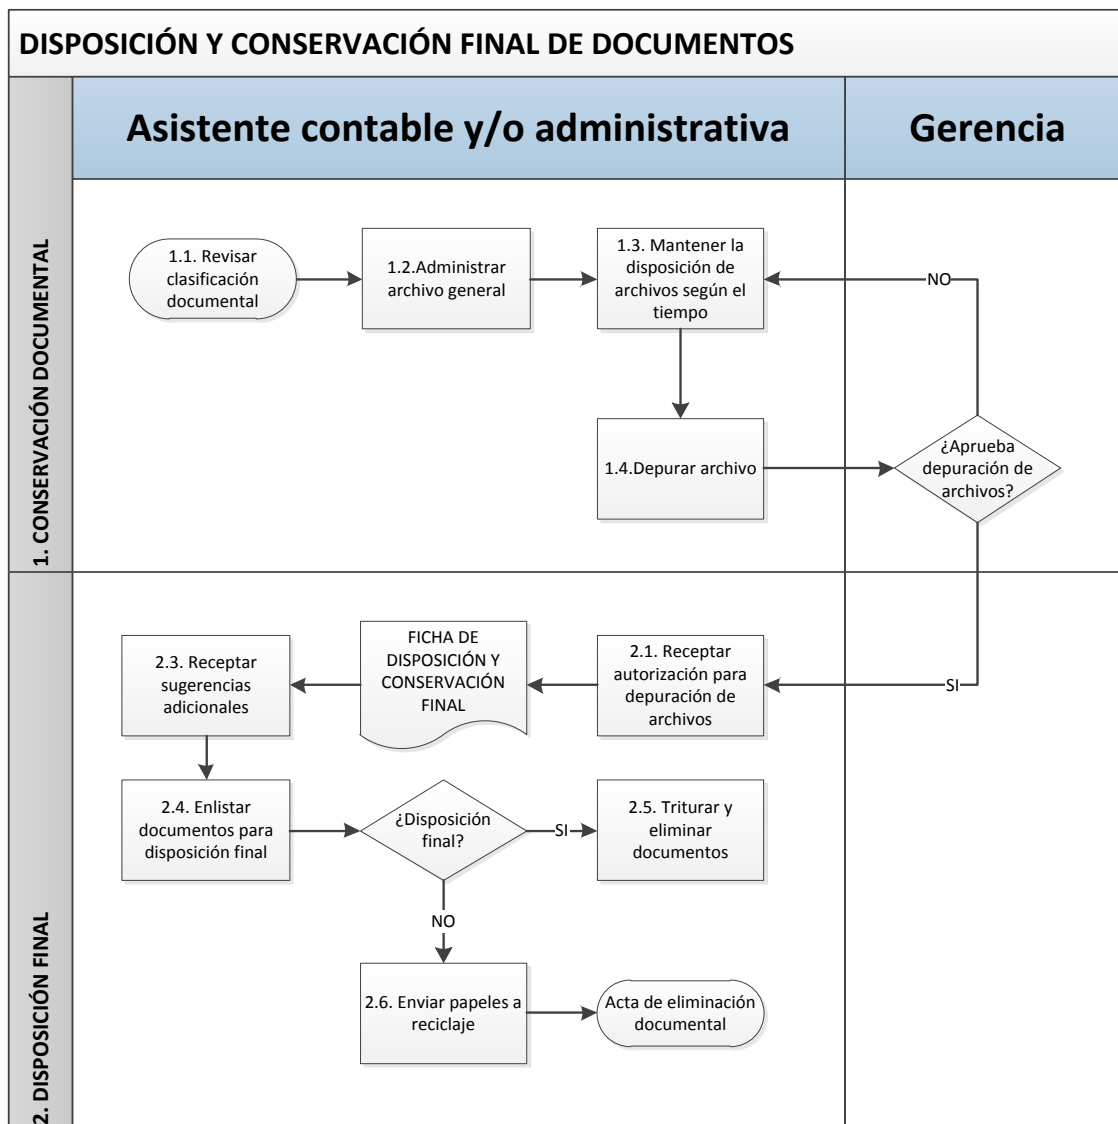 DISPOSICIÓN Y CONSERVACIÓN FINAL DE DOCUMENTOS
Asistente contable y/o administrativa
Gerencia
1. CONSERVACIÓN DOCUMENTAL
1.1. Revisar
clasificación
documental
1.2.Administrar
archivo general
1.3. Mantener la
disposición de
archivos según el
tiempo
NO
1.4.Depurar archivo
¿Aprueba
depuración de
archivos?
2. DISPOSICIÓN FINAL
2.3. Receptar
sugerencias
adicionales
FICHA DE
DISPOSICIÓN Y
CONSERVACIÓN
FINAL
2.1. Receptar
autorización para
depuración de
archivos
SI
2.4. Enlistar
documentos para
disposición final
¿Disposición
final?
SI
2.5. Triturar y
eliminar
documentos
NO
2.6. Enviar papeles a
reciclaje
Acta de eliminación
documental